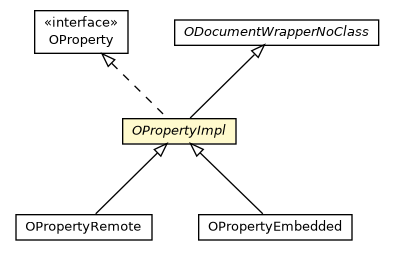 «interface»
OProperty
ODocumentWrapperNoClass
OPropertyImpl
OPropertyRemote
OPropertyEmbedded